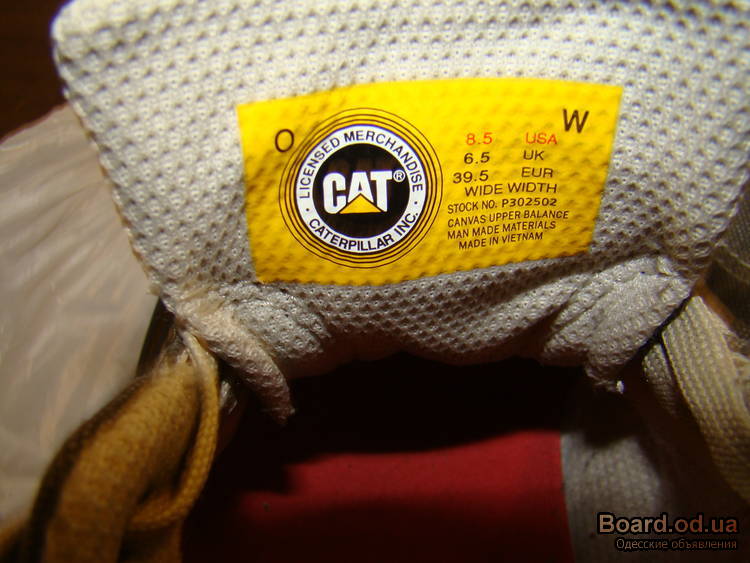 O
W
LICENSED MERCHANDISE
CAT®
CATERPILLAR INC.
8.5 USA
6.5 UK
39.5 EUR
WIDE WIDTH
STOCK NO. P302502
CANVAS UPPER BALANCE
MAN MADE MATERIALS
MADE IN VIETNAM
Board.od.ua
Одесские объявления